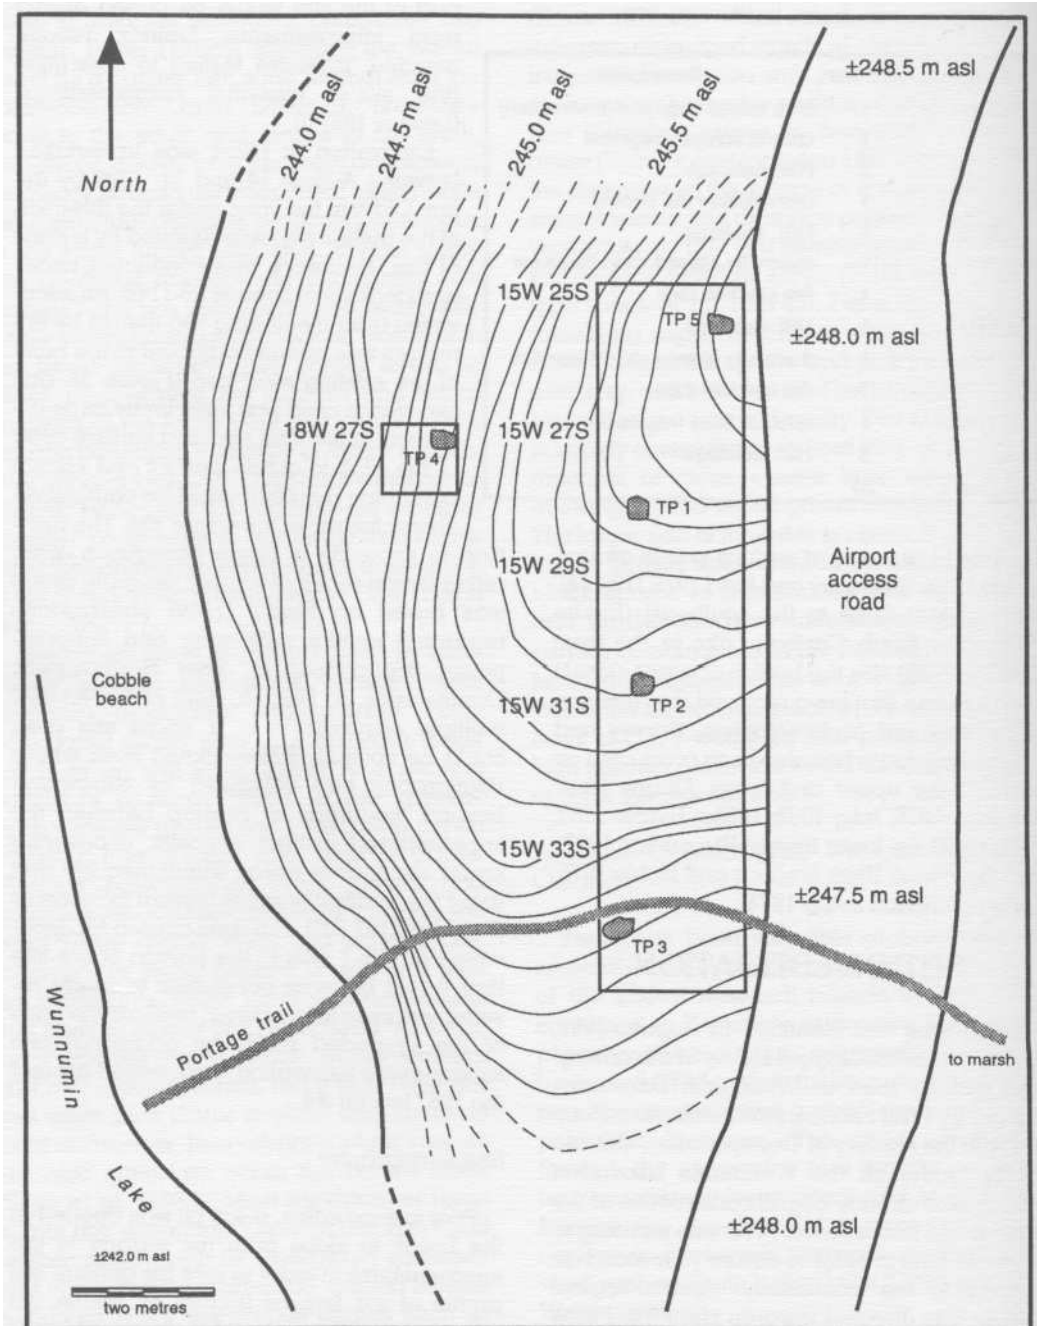 ±248.5 m asl
244.0 m asl
244.5 m asl
245.0 m asl
245.5 m asl
North
15W 25S
TP 5
±248.0 m asl
18W 27S
TP 4
15W 27S
TP 1
15W 29S
Airport
access
road
Cobble
beach
15W 31S
TP 2
15W 33S
±247.5 m asl
TP 3
Portage trail
to marsh
Wunnumin
Lake
±248.0 m asl
±242.0 m asl
two metres